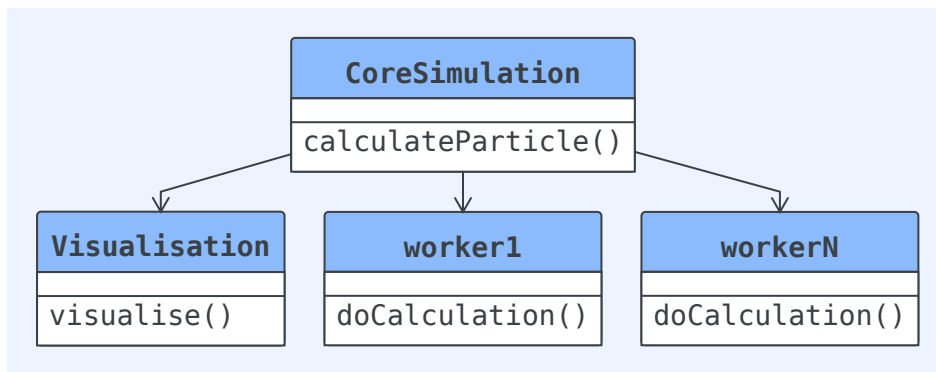 CoreSimulation
calculateParticle()
Visualisation
visualise()
worker1
doCalculation()
workerN
doCalculation()